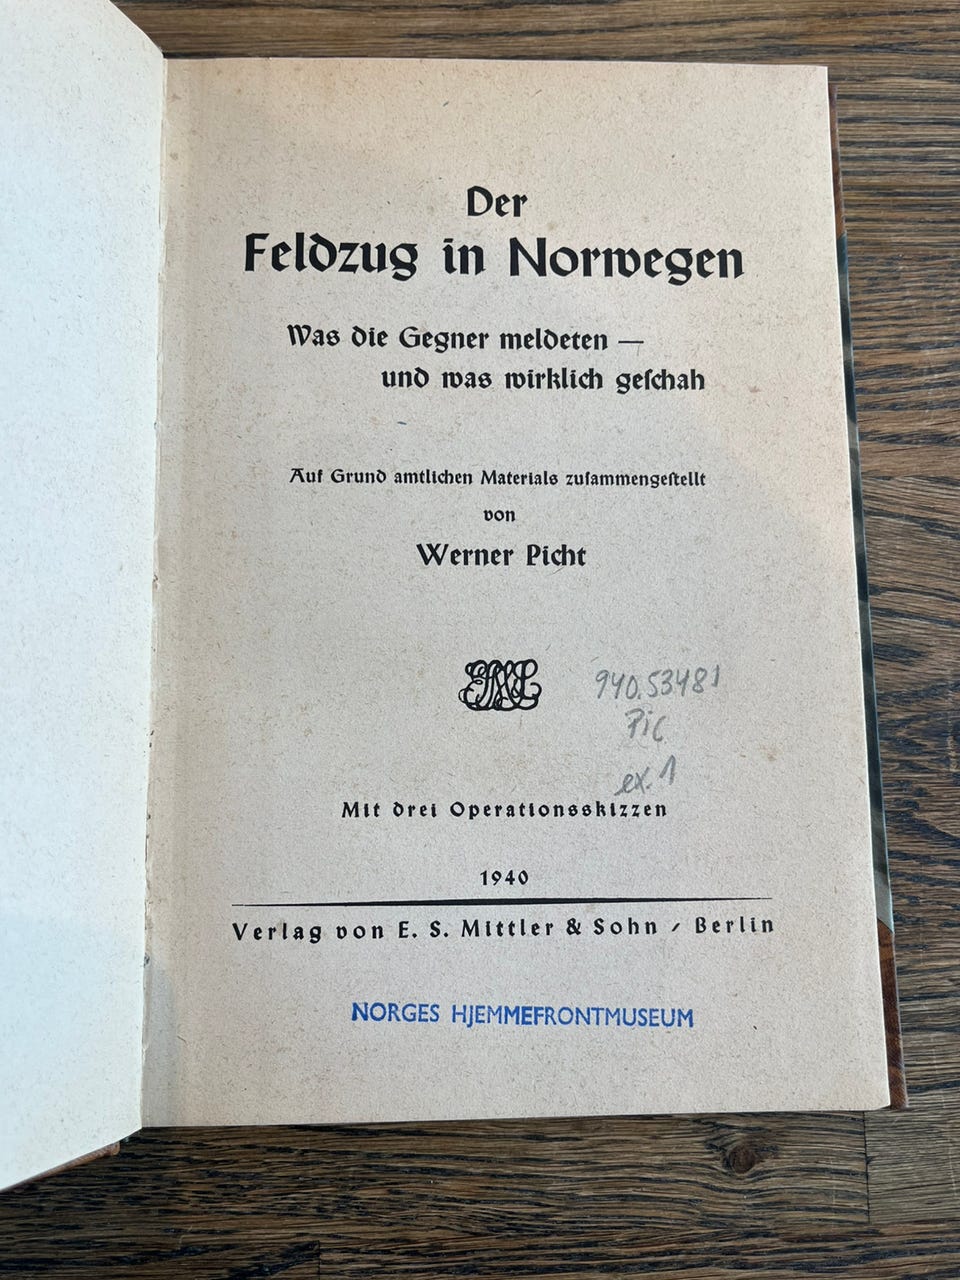 Der
Feldzug in Norwegen
Was die Gegner meldeten —
und was wirklich geſchah
Auf Grund amtlichen Materials zuſammengeſtellt
von
Werner Picht
940.53481
Pic
ex. 1
Mit drei Operationsskizzen
1940
Verlag von E. S. Mittler & Sohn / Berlin
NORGES HJEMMEFRONTMUSEUM